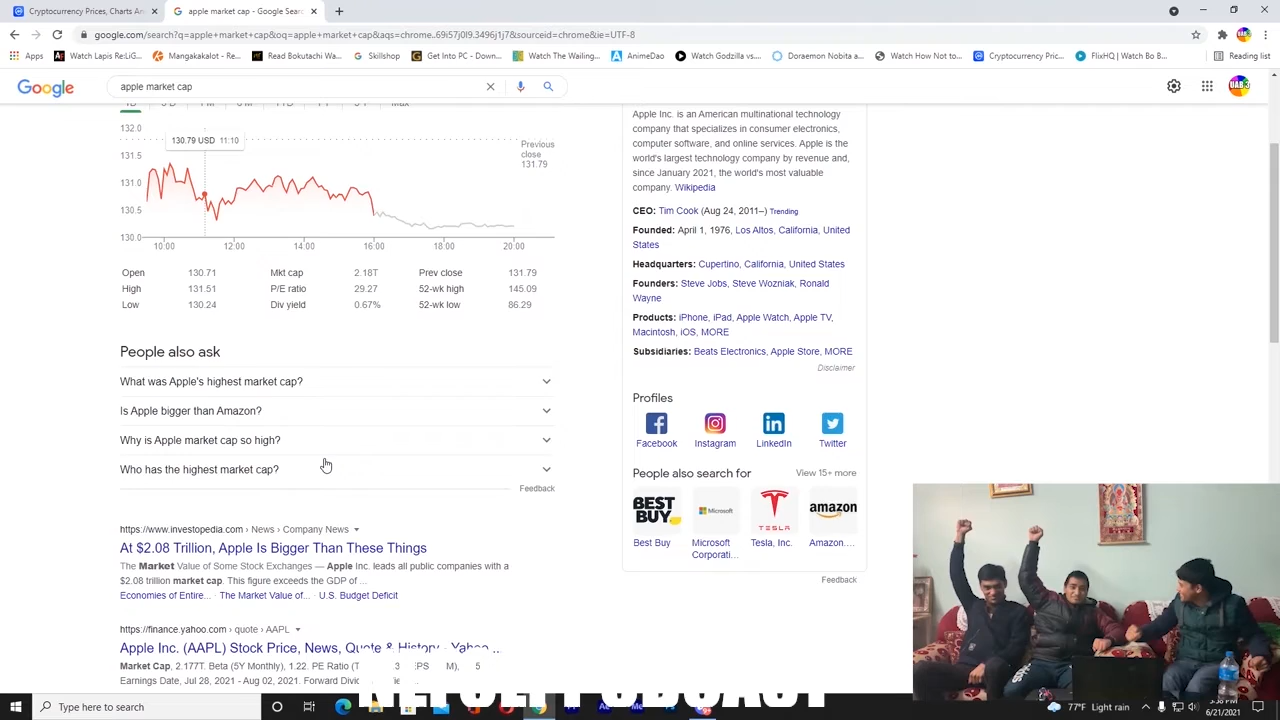 Cryptocurrency Prices, Charts An
apple market cap - Google Search
google.com/search?q=apple+market+cap&oq=apple+market+cap&aqs=chrome..69i57j0l9.3496j1j7&sourceid=chrome&ie=UTF-8
Apps
Watch Lapis Re:LiG...
Mangakakalot - Re...
Read Bokutachi Wa...
Skillshop
Get Into PC - Down...
Watch The Wailing...
AnimeDao
Watch Godzilla vs...
Doraemon Nobita a...
Watch How Not to...
Cryptocurrency Pric...
FlixHQ | Watch Bo B...
Reading list
Google
apple market cap
132.0
131.5
131.0
130.5
130.0
130.79 USD 11:10
Previous
close
131.79
10:00 12:00 14:00 16:00 18:00 20:00
Open 130.71 Mkt cap 2.18T Prev close 131.79
High 131.51 P/E ratio 29.27 52-wk high 145.09
Low 130.24 Div yield 0.67% 52-wk low 86.29
People also ask
What was Apple's highest market cap?
Is Apple bigger than Amazon?
Why is Apple market cap so high?
Who has the highest market cap?
Feedback
https://www.investopedia.com › News › Company News
At $2.08 Trillion, Apple Is Bigger Than These Things
The Market Value of Some Stock Exchanges — Apple Inc. leads all public companies with a
$2.08 trillion market cap. This figure exceeds the GDP of ...
Economies of Entire... · The Market Value of... · U.S. Budget Deficit
https://finance.yahoo.com › quote › AAPL
Apple Inc. (AAPL) Stock Price, News, Quote & History - Yahoo ...
Market Cap, 2.177T. Beta (5Y Monthly), 1.22. PE Ratio
Earnings Date, Jul 28, 2021 - Aug 02, 2021. Forward
Apple Inc. is an American multinational technology
company that specializes in consumer electronics,
computer software, and online services. Apple is the
world's largest technology company by revenue and,
since January 2021, the world's most valuable
company. Wikipedia
CEO: Tim Cook (Aug 24, 2011–) Trending
Founded: April 1, 1976, Los Altos, California, United
States
Headquarters: Cupertino, California, United States
Founders: Steve Jobs, Steve Wozniak, Ronald
Wayne
Products: iPhone, iPad, Apple Watch, Apple TV,
Macintosh, iOS, MORE
Subsidiaries: Beats Electronics, Apple Store, MORE
Disclaimer
Profiles
Facebook Instagram LinkedIn Twitter
People also search for
View 15+ more
BEST BUY
Microsoft
TESLA
amazon
Best Buy
Microsoft
Corporati...
Tesla, Inc.
Amazon....
Feedback
Type here to search
77°F Light rain
3:36 PM
6/21/2021